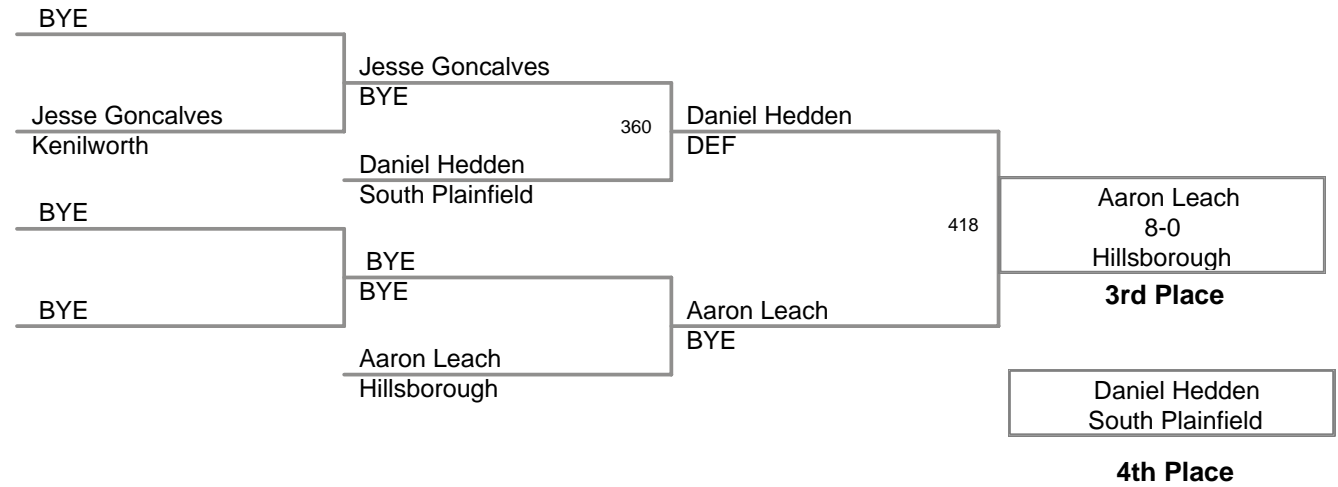 BYE
Jesse Goncalves
BYE
Jesse Goncalves
Kenilworth
360
Daniel Hedden
DEF
Daniel Hedden
South Plainfield
BYE
418
Aaron Leach
8-0
Hillsborough
3rd Place
BYE
BYE
BYE
Aaron Leach
BYE
Aaron Leach
Hillsborough
Daniel Hedden
South Plainfield
4th Place